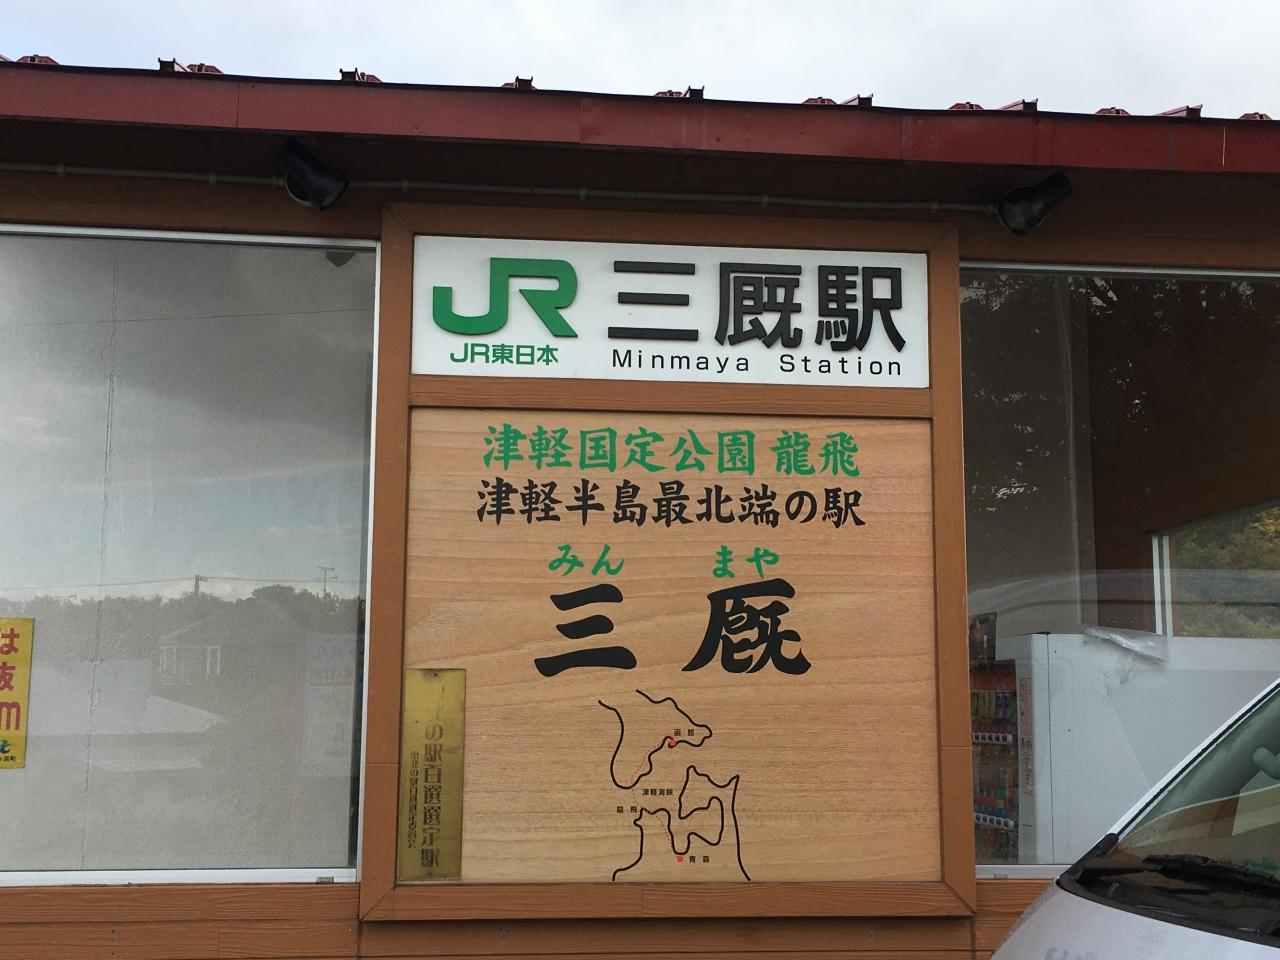 JR 三厩駅
JR東日本 Minmaya Station
津軽国定公園 龍飛
津軽半島最北端の駅
みんまや
三厩
函館
津軽海峡
龍飛
青森
の駅百選選定駅
は
m